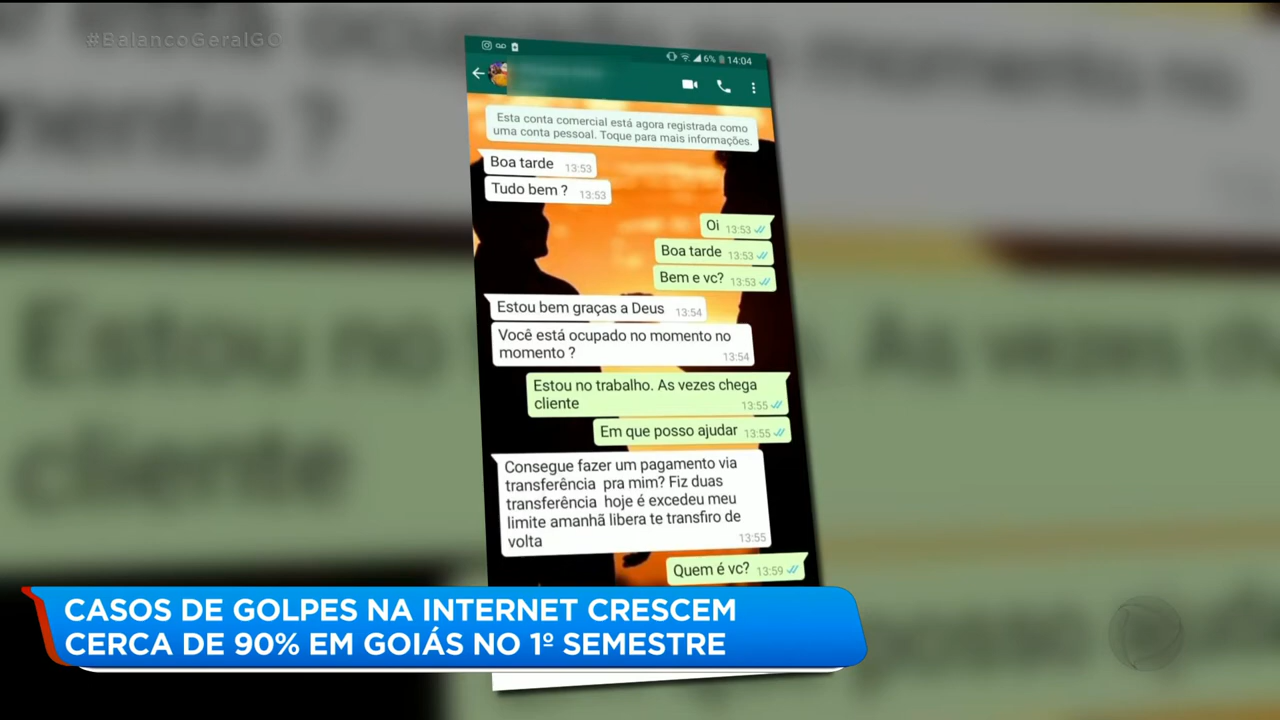 #BalancoGeralGO
6% 14:04
Esta conta comercial está agora registrada como
uma conta pessoal. Toque para mais informações.
Boa tarde 13:53
Tudo bem ? 13:53
Oi 13:53
Boa tarde 13:53
Bem e vc? 13:53
Estou bem graças a Deus 13:54
Você está ocupado no momento no
momento ? 13:54
Estou no trabalho. As vezes chega
cliente 13:55
Em que posso ajudar 13:55
Consegue fazer um pagamento via
transferência pra mim? Fiz duas
transferência hoje é excedeu meu
limite amanhã libera te transfiro de
volta 13:55
Quem é vc? 13:59
CASOS DE GOLPES NA INTERNET CRESCEM
CERCA DE 90% EM GOIÁS NO 1º SEMESTRE